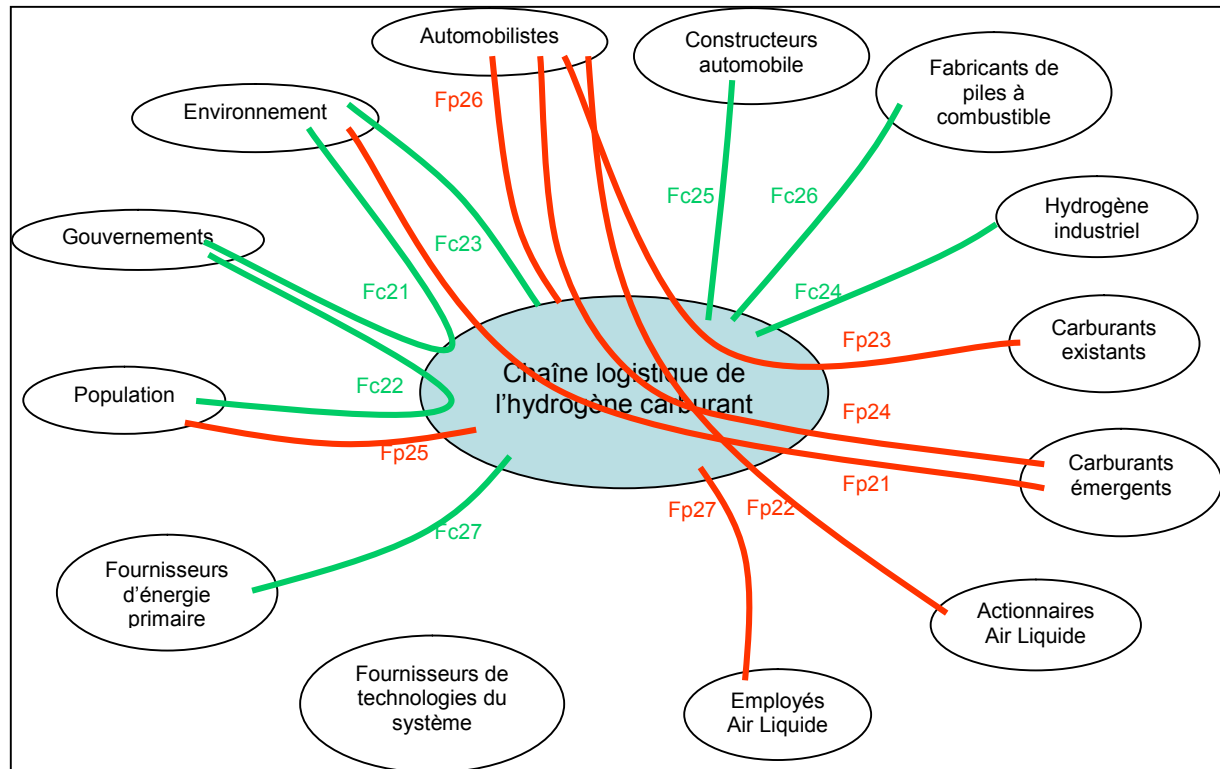 Automobilistes
Constructeurs
automobile
Fabricants de
piles à
combustible
Fp26
Environnement
Fc25
Fc26
Hydrogène
industriel
Gouvernements
Fc23
Fc21
Fc24
Carburants
existants
Fp23
Chaîne logistique de
l'hydrogène carburant
Population
Fc22
Fp24
Fp25
Carburants
émergents
Fp21
Fp27
Fp22
Fc27
Fournisseurs
d'énergie
primaire
Actionnaires
Air Liquide
Fournisseurs de
technologies du
système
Employés
Air Liquide